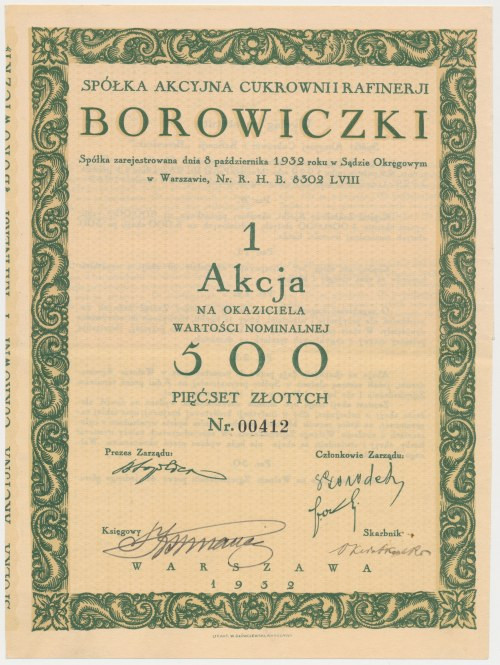 SPÓŁKA AKCYJNA CUKROWNI I RAFINERJI
BOROWICZKI
Spółka zarejestrowana dnia 8 października 1932 roku w Sądzie Okręgowym
w Warszawie, Nr. R. H. B. 8302 LVIII
1
Akcja
NA OKAZICIELA
WARTOŚCI NOMINALNEJ
500
PIĘĆSET ZŁOTYCH
Nr. 00412
Prezes Zarządu:
Członkowie Zarządu:
Księgowy
Skarbnik
WARSZAWA
1932
SPÓŁKA AKCYJNA CUKROWNI I RAFINERJI BOROWICZKI